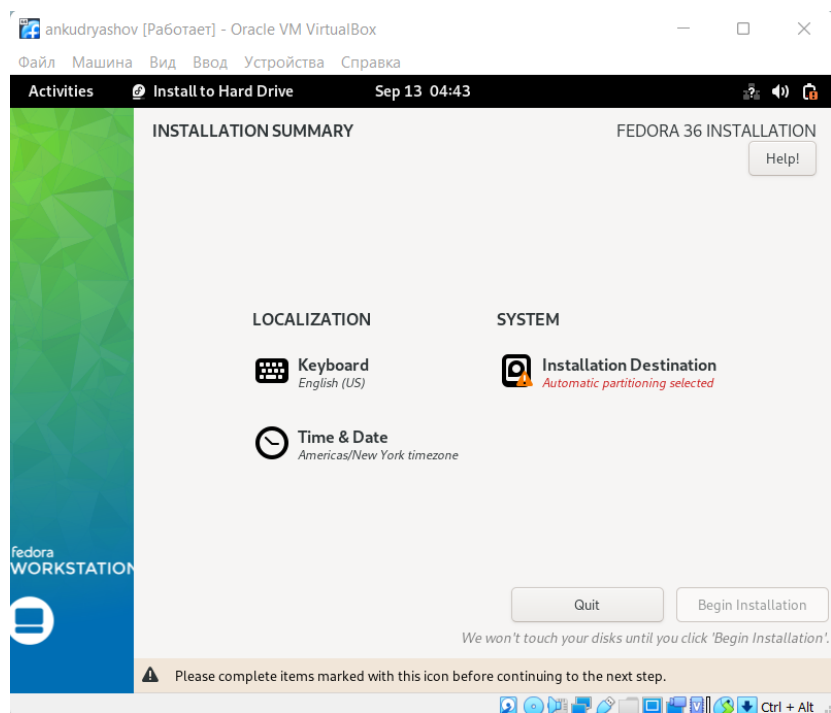 ankudryashov [Работает] - Oracle VM VirtualBox
Файл Машина Вид Ввод Устройства Справка
Activities Install to Hard Drive Sep 13 04:43
INSTALLATION SUMMARY FEDORA 36 INSTALLATION
Help!
LOCALIZATION SYSTEM
Keyboard Installation Destination
English (US) Automatic partitioning selected
Time & Date
Americas/New York timezone
fedora
WORKSTATION
Quit Begin Installation
We won't touch your disks until you click 'Begin Installation'.
Please complete items marked with this icon before continuing to the next step.
Ctrl + Alt